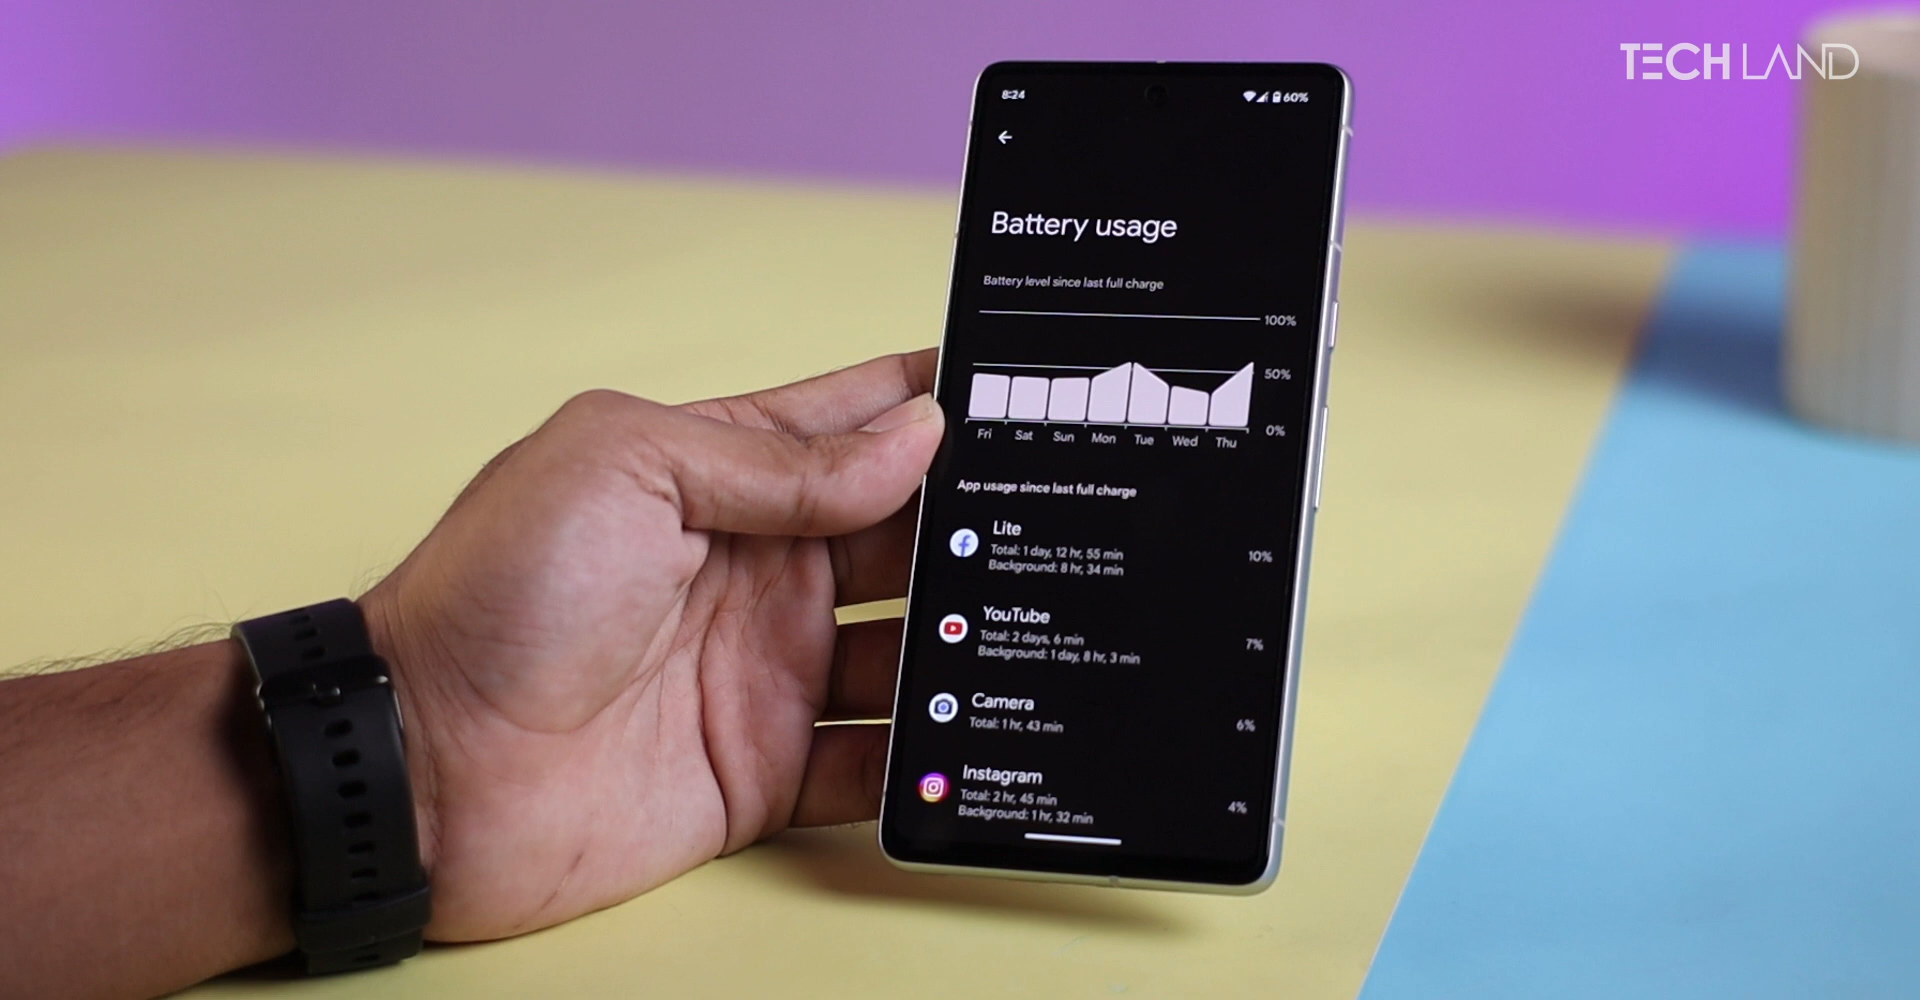 TECHLAND
8:24
60%
Battery usage
Battery level since last full charge
100%
50%
0%
Fri Sat Sun Mon Tue Wed Thu
App usage since last full charge
Lite
Total: 1 day, 12 hr, 55 min
Background: 8 hr, 34 min
10%
YouTube
Total: 2 days, 6 min
Background: 1 day, 8 hr, 3 min
7%
Camera
Total: 1 hr, 43 min
6%
Instagram
Total: 2 hr, 45 min
Background: 1 hr, 32 min
4%